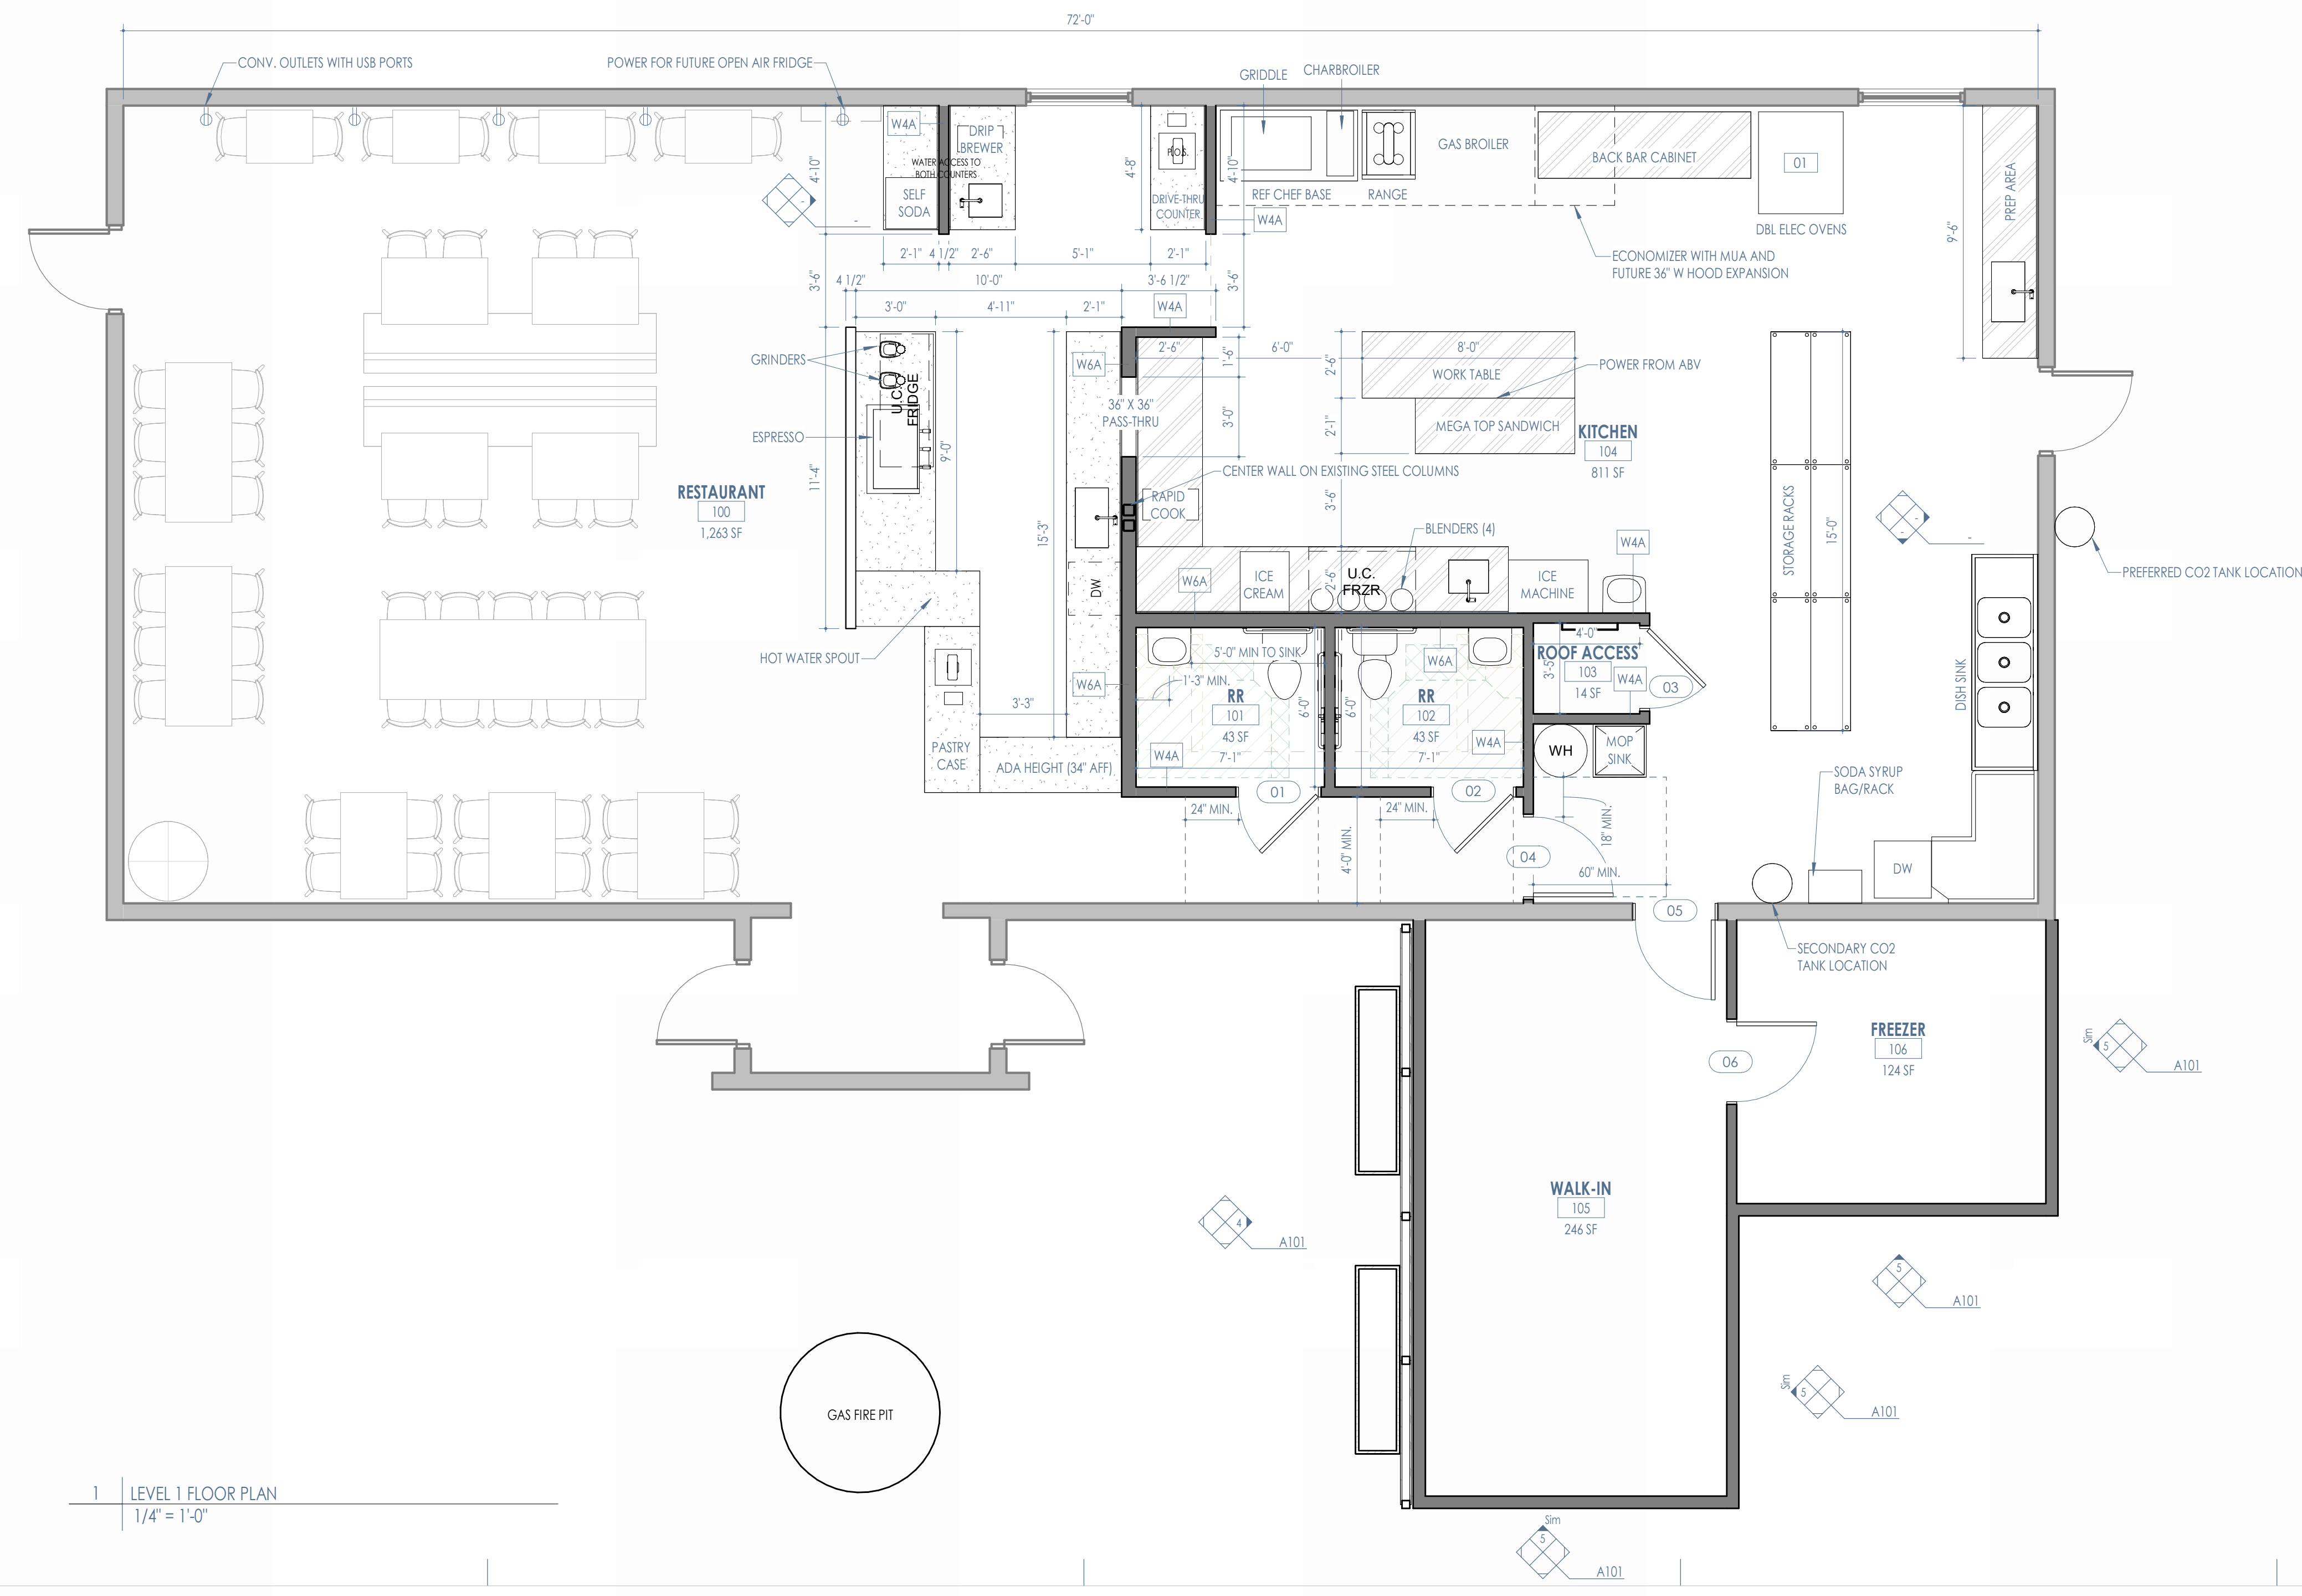 72'-0"
CONV. OUTLETS WITH USB PORTS
POWER FOR FUTURE OPEN AIR FRIDGE
GRIDDLE
CHARBROILER
W4A
DRIP
BREWER
WATER ACCESS TO
BOTH COUNTERS
SELF
SODA
4'-10"
4'-8"
P.O.S.
DRIVE-THRU
COUNTER
4'-10"
W4A
REF CHEF BASE
RANGE
GAS BROILER
BACK BAR CABINET
01
DBL ELEC OVENS
PREP AREA
9'-6"
ECONOMIZER WITH MUA AND
FUTURE 36" W HOOD EXPANSION
-
-
2'-1"
4 1/2"
2'-6"
5'-1"
2'-1"
3'-6"
4 1/2"
10'-0"
3'-6 1/2"
3'-6"
3'-0"
4'-11"
2'-1"
W4A
GRINDERS
U.C.
FRIDGE
ESPRESSO
9'-0"
11'-4"
W6A
2'-6"
1'-6"
6'-0"
2'-6"
8'-0"
WORK TABLE
POWER FROM ABV
36" X 36"
PASS-THRU
3'-0"
2'-1"
MEGA TOP SANDWICH
KITCHEN
104
811 SF
CENTER WALL ON EXISTING STEEL COLUMNS
RESTAURANT
100
1,263 SF
RAPID
COOK
3'-6"
BLENDERS (4)
15'-3"
DW
W6A
ICE
CREAM
2'-6"
U.C.
FRZR
ICE
MACHINE
W4A
STORAGE RACKS
15'-0"
-
-
-
PREFERRED CO2 TANK LOCATION
HOT WATER SPOUT
W6A
5'-0" MIN TO SINK
1'-3" MIN.
RR
101
43 SF
7'-1"
6'-0"
W4A
6'-0"
W6A
RR
102
43 SF
7'-1"
W4A
4'-0"
ROOF ACCESS
103
14 SF
3'-5"
W4A
03
DISH SINK
3'-3"
PASTRY
CASE
ADA HEIGHT (34" AFF)
WH
MOP
SINK
SODA SYRUP
BAG/RACK
01
02
24" MIN.
24" MIN.
4'-0" MIN.
18" MIN.
04
60" MIN.
DW
05
SECONDARY CO2
TANK LOCATION
FREEZER
106
124 SF
06
Sim
5
A101
WALK-IN
105
246 SF
4
A101
5
A101
Sim
5
A101
GAS FIRE PIT
1
LEVEL 1 FLOOR PLAN
1/4" = 1'-0"
Sim
5
A101